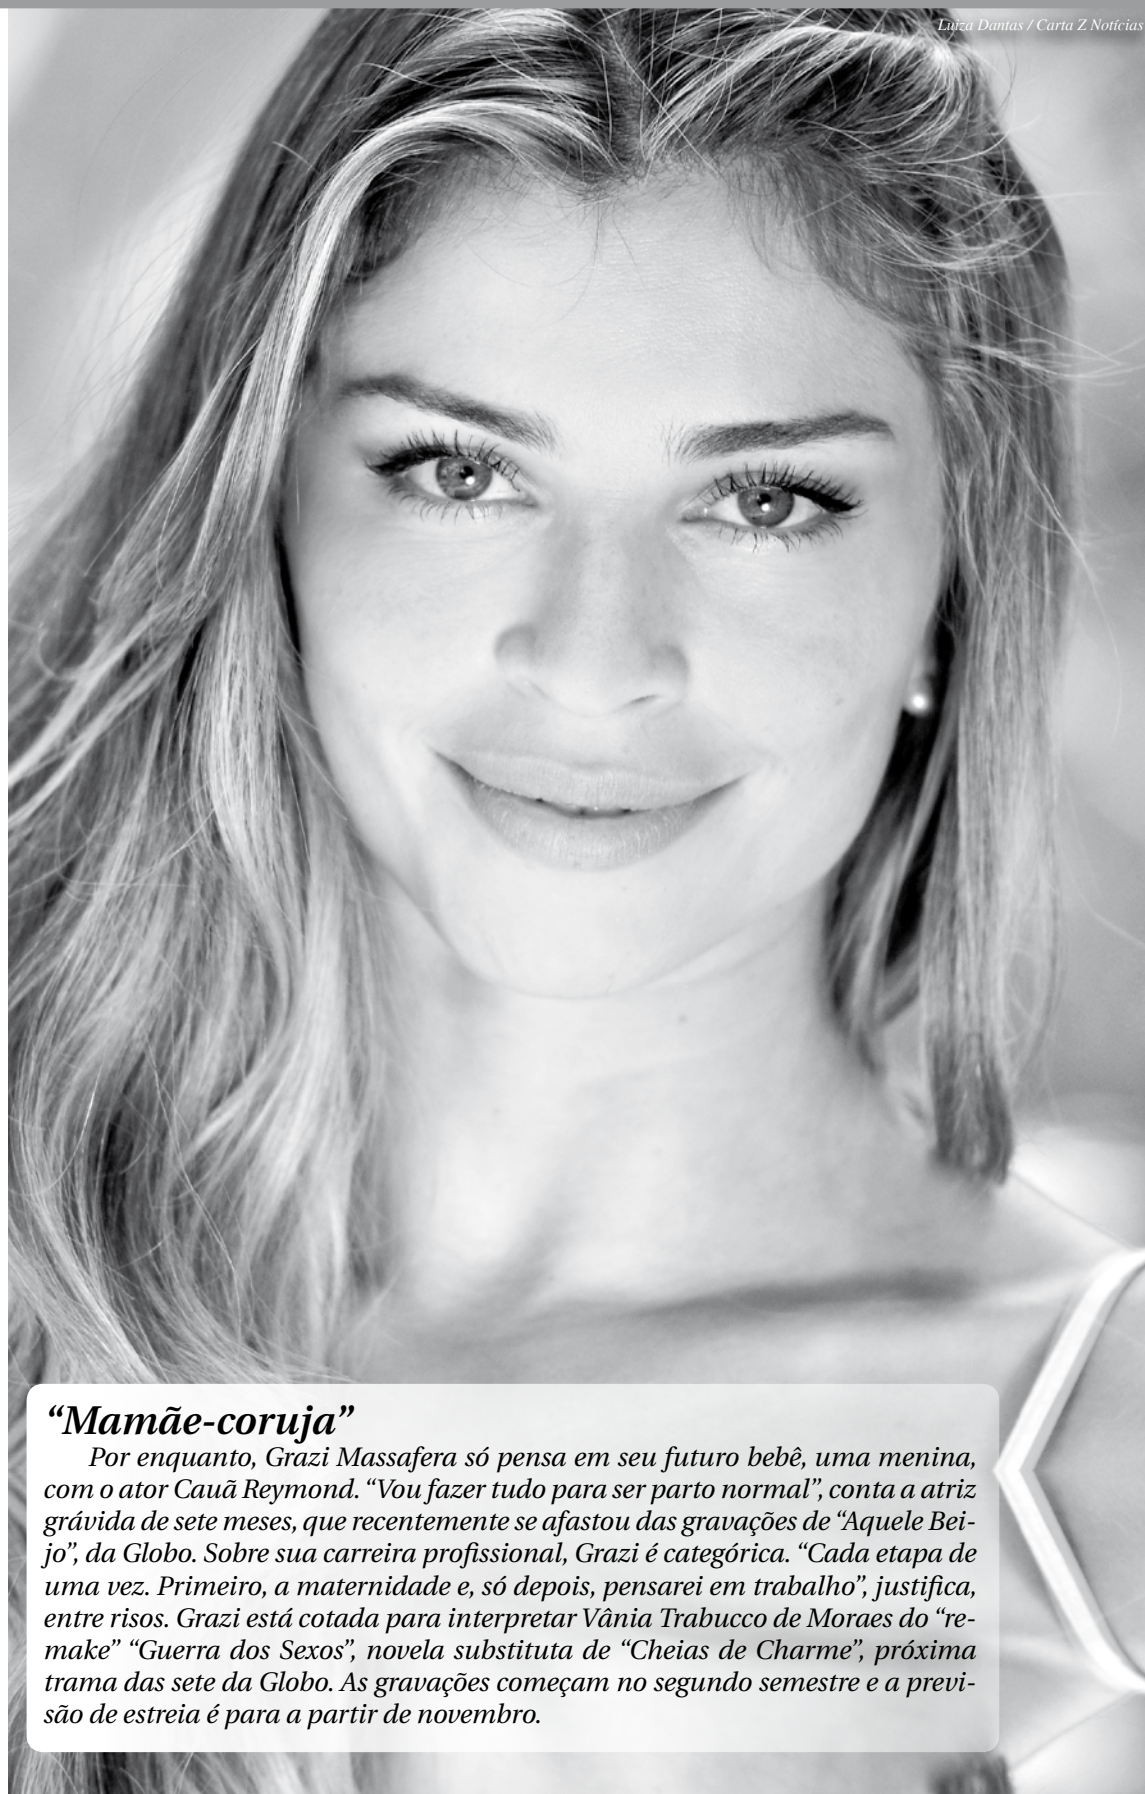 Luiza Dantas / Carta Z Notícias
“Mamãe-coruja”
Por enquanto, Grazi Massafera só pensa em seu futuro bebê, uma menina,
com o ator Cauã Reymond. “Vou fazer tudo para ser parto normal”, conta a atriz
grávida de sete meses, que recentemente se afastou das gravações de “Aquele Bei-
jo”, da Globo. Sobre sua carreira profissional, Grazi é categórica. “Cada etapa de
uma vez. Primeiro, a maternidade e, só depois, pensarei em trabalho”, justifica,
entre risos. Grazi está cotada para interpretar Vânia Trabucco de Moraes do “re-
make” “Guerra dos Sexos”, novela substituta de “Cheias de Charme”, próxima
trama das sete da Globo. As gravações começam no segundo semestre e a previ-
são de estreia é para a partir de novembro.